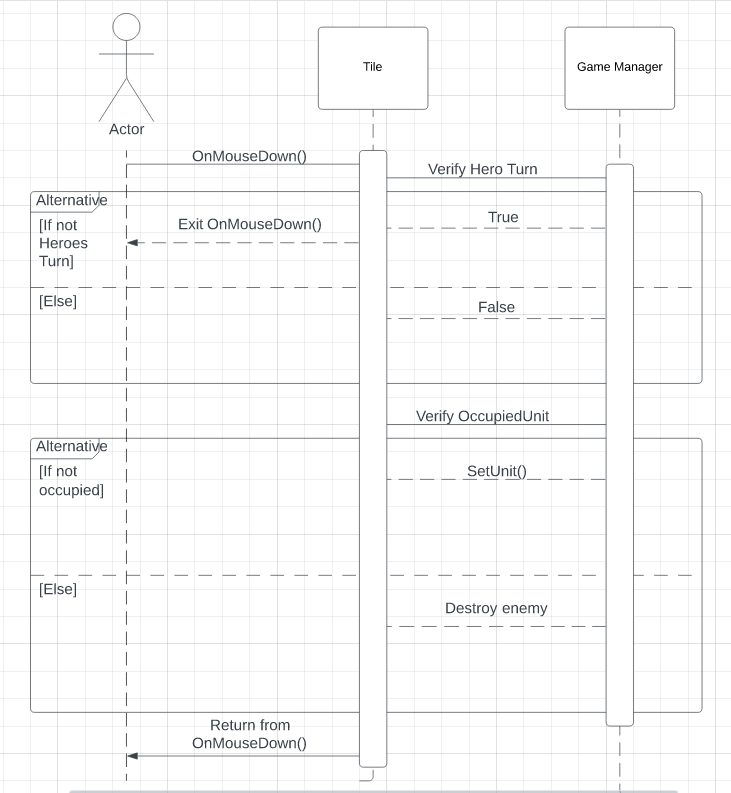 Tile
Game Manager
Actor
OnMouseDown()
Verify Hero Turn
Alternative
[If not
Heroes
Turn]
Exit OnMouseDown()
True
[Else]
False
Verify OccupiedUnit
Alternative
[If not
occupied]
SetUnit()
[Else]
Destroy enemy
Return from
OnMouseDown()